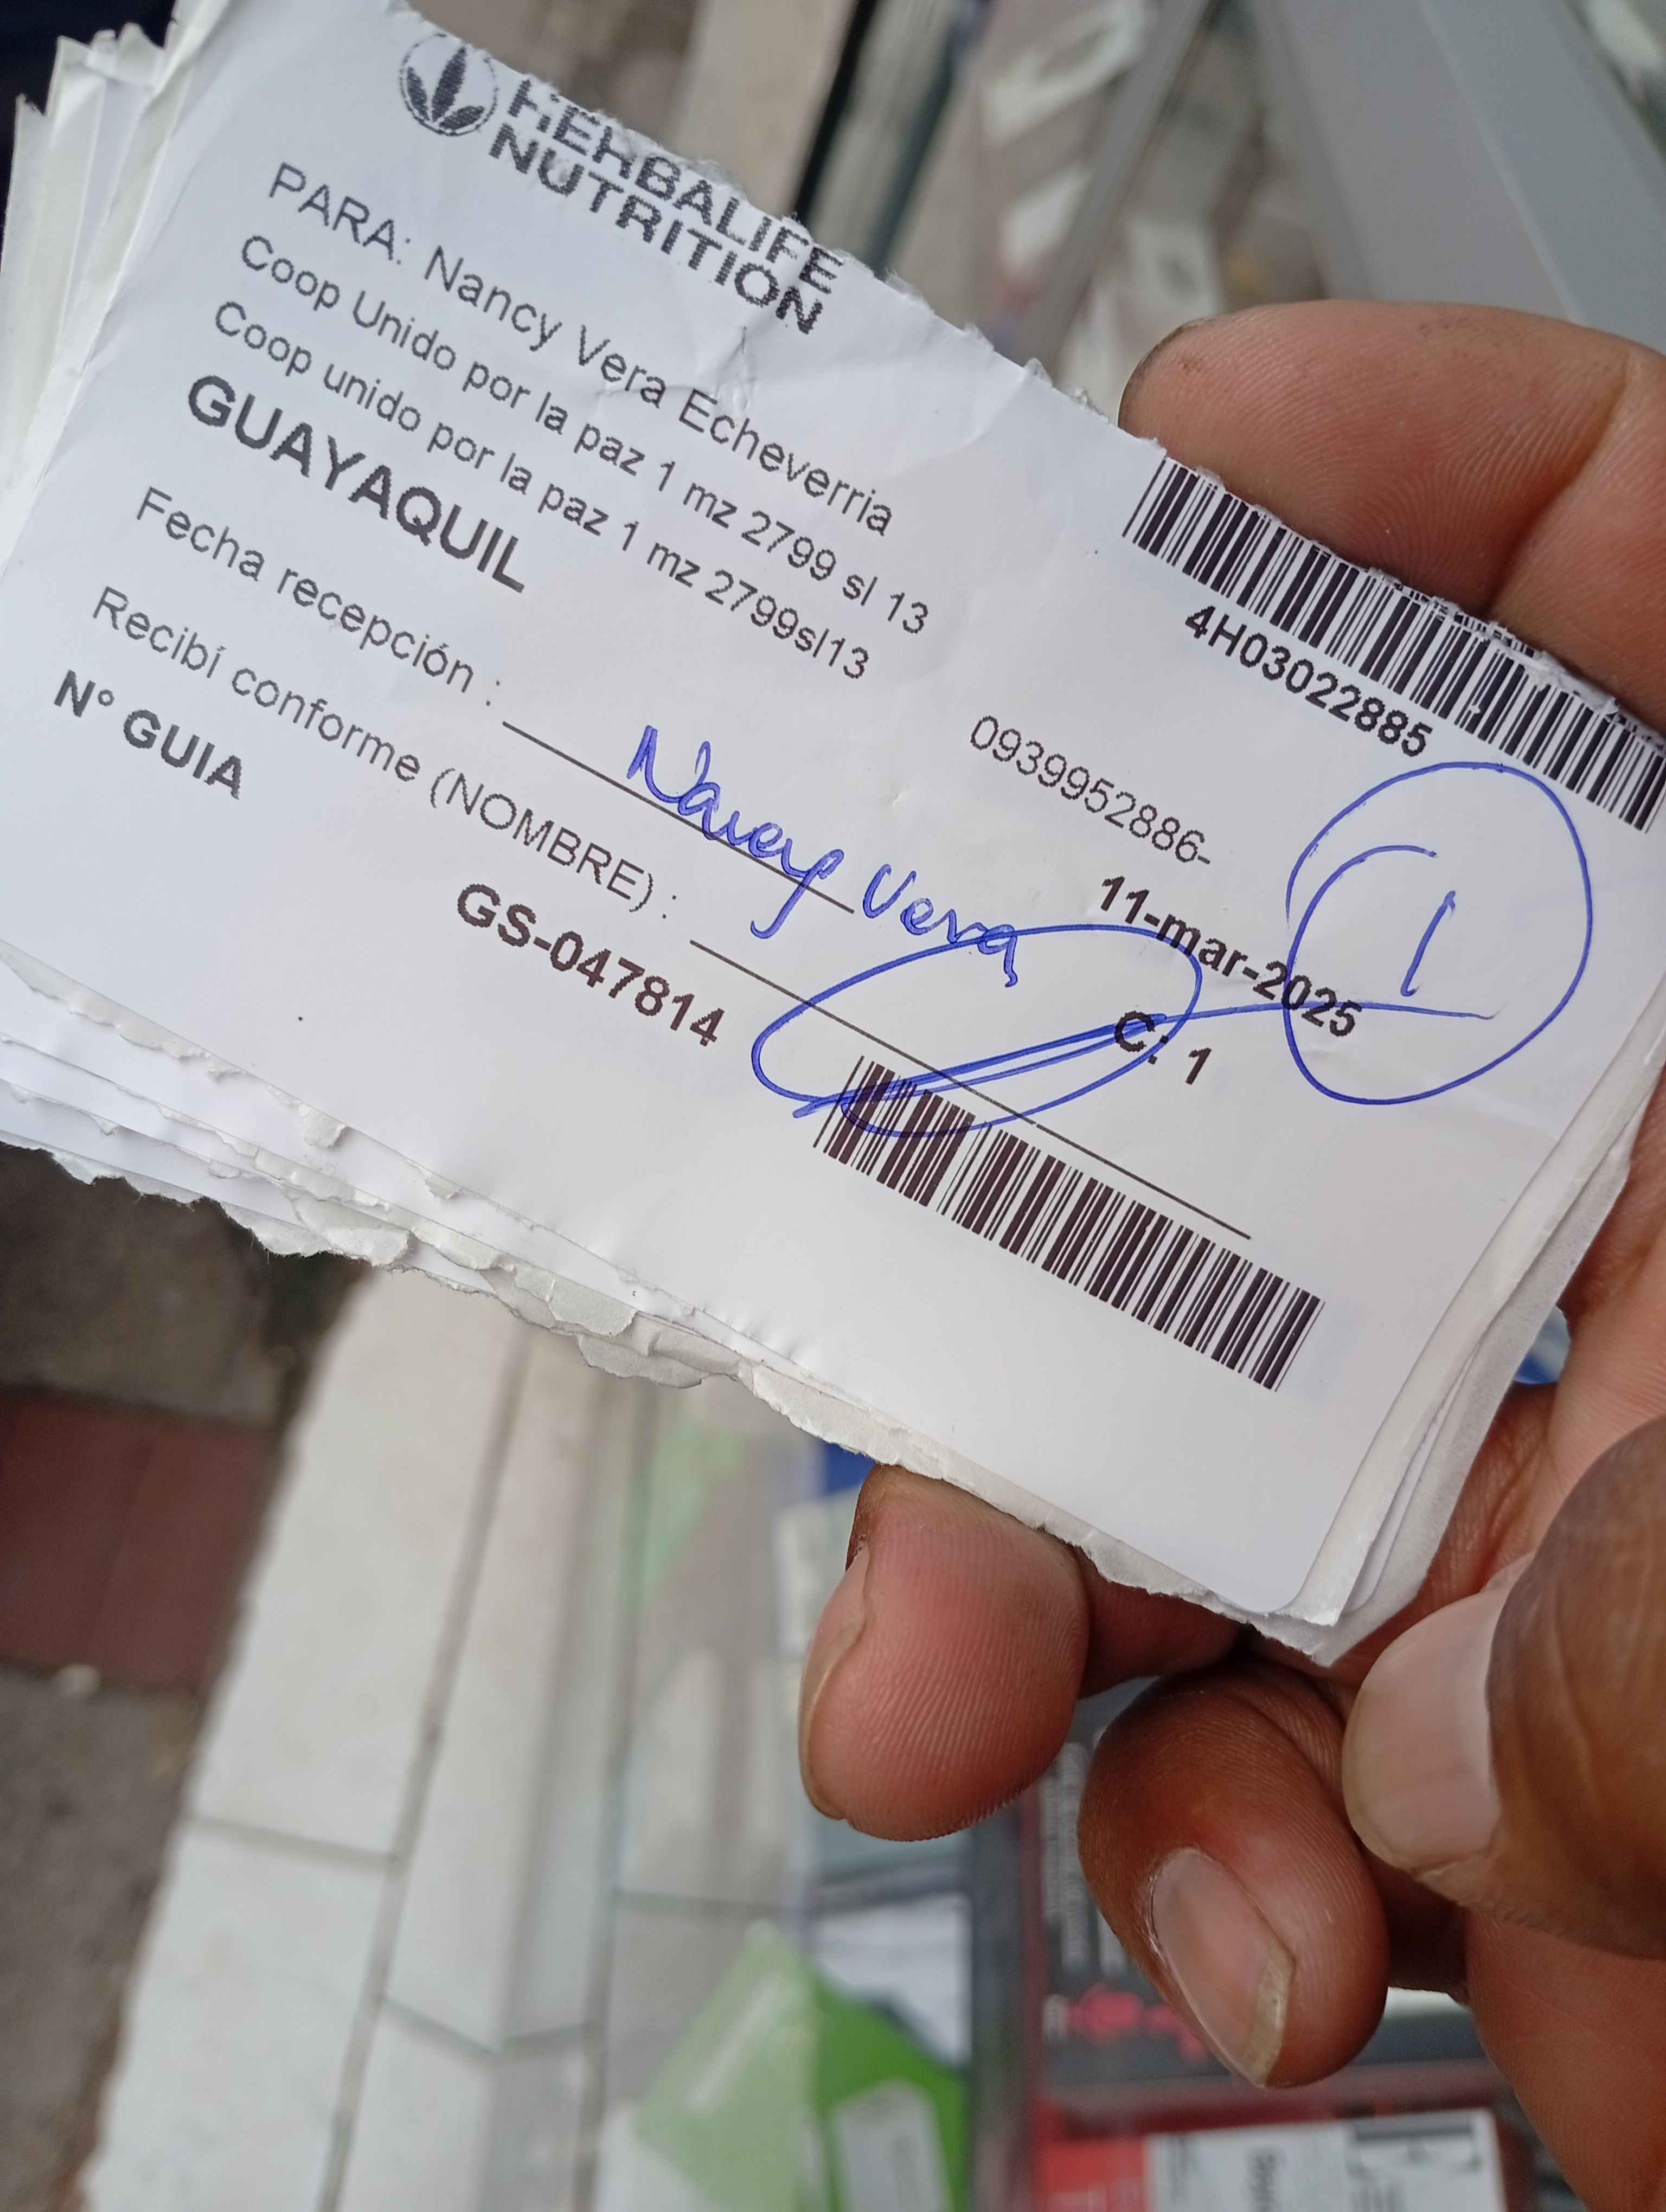 HERBALIFE
NUTRITION
PARA: Nancy Vera Echeverria
Coop Unido por la paz 1 mz 2799 sl 13
Coop unido por la paz 1 mz 2799sl13
GUAYAQUIL
4H03022885
0939952886-
Fecha recepción :
Nancy Vera
11-mar-2025
1
Recibí conforme (NOMBRE) :
C: 1
N° GUIA
GS-047814